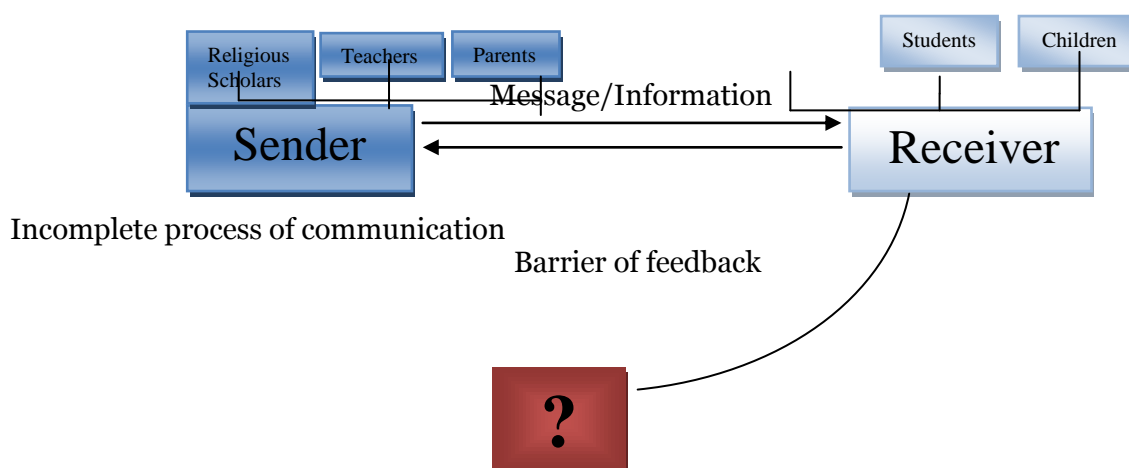 Religious
Scholars
Teachers
Parents
Students
Children
Message/Information
Sender
Receiver
Incomplete process of communication
Barrier of feedback
?